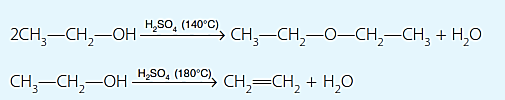 2CH₃—CH₂—OH H₂SO₄ (140°C) → CH₃—CH₂—O—CH₂—CH₃ + H₂O
CH₃—CH₂—OH H₂SO₄ (180°C) → CH₂=CH₂ + H₂O